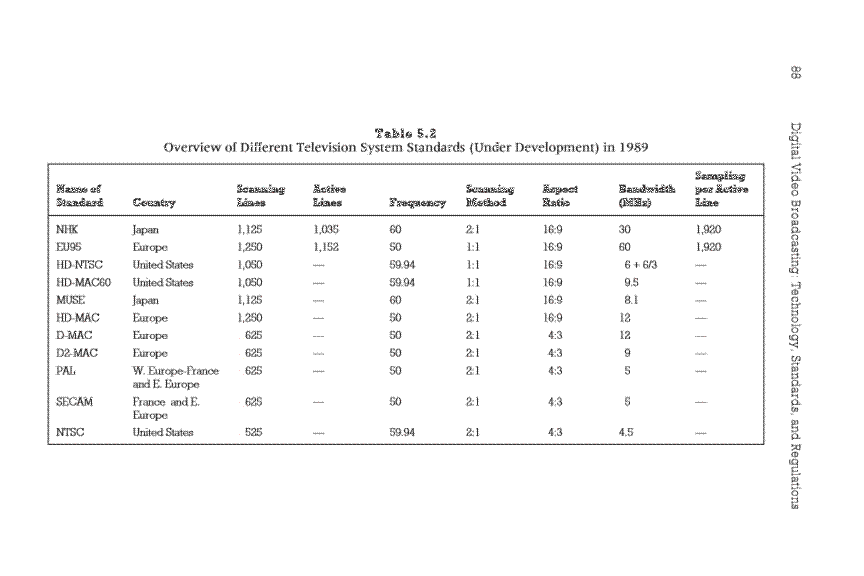 88 Digital Video Broadcasting: Technology, Standards, and Regulations
Table 5.2
Overview of Different Television System Standards (Under Development) in 1989
Name of Standard Country Scanning Lines Active Lines Frequency Scanning Method Aspect Ratio Bandwidth (MHz) Sampling per Active Line
NHK Japan 1,125 1,035 60 2:1 16:9 30 1,920
EU95 Europe 1,250 1,152 50 1:1 16:9 60 1,920
HD-NTSC United States 1,050 — 59.94 1:1 16:9 6 + 6/3 —
HD-MAC60 United States 1,050 — 59.94 1:1 16:9 9.5 —
MUSE Japan 1,125 — 60 2:1 16:9 8.1 —
HD-MAC Europe 1,250 — 50 2:1 16:9 12 —
D-MAC Europe 625 — 50 2:1 4:3 12 —
D2-MAC Europe 625 — 50 2:1 4:3 9 —
PAL W. Europe-France 625 — 50 2:1 4:3 5 —
and E. Europe
SECAM France and E. 625 — 50 2:1 4:3 5 —
Europe
NTSC United States 525 — 59.94 2:1 4:3 4.5 —